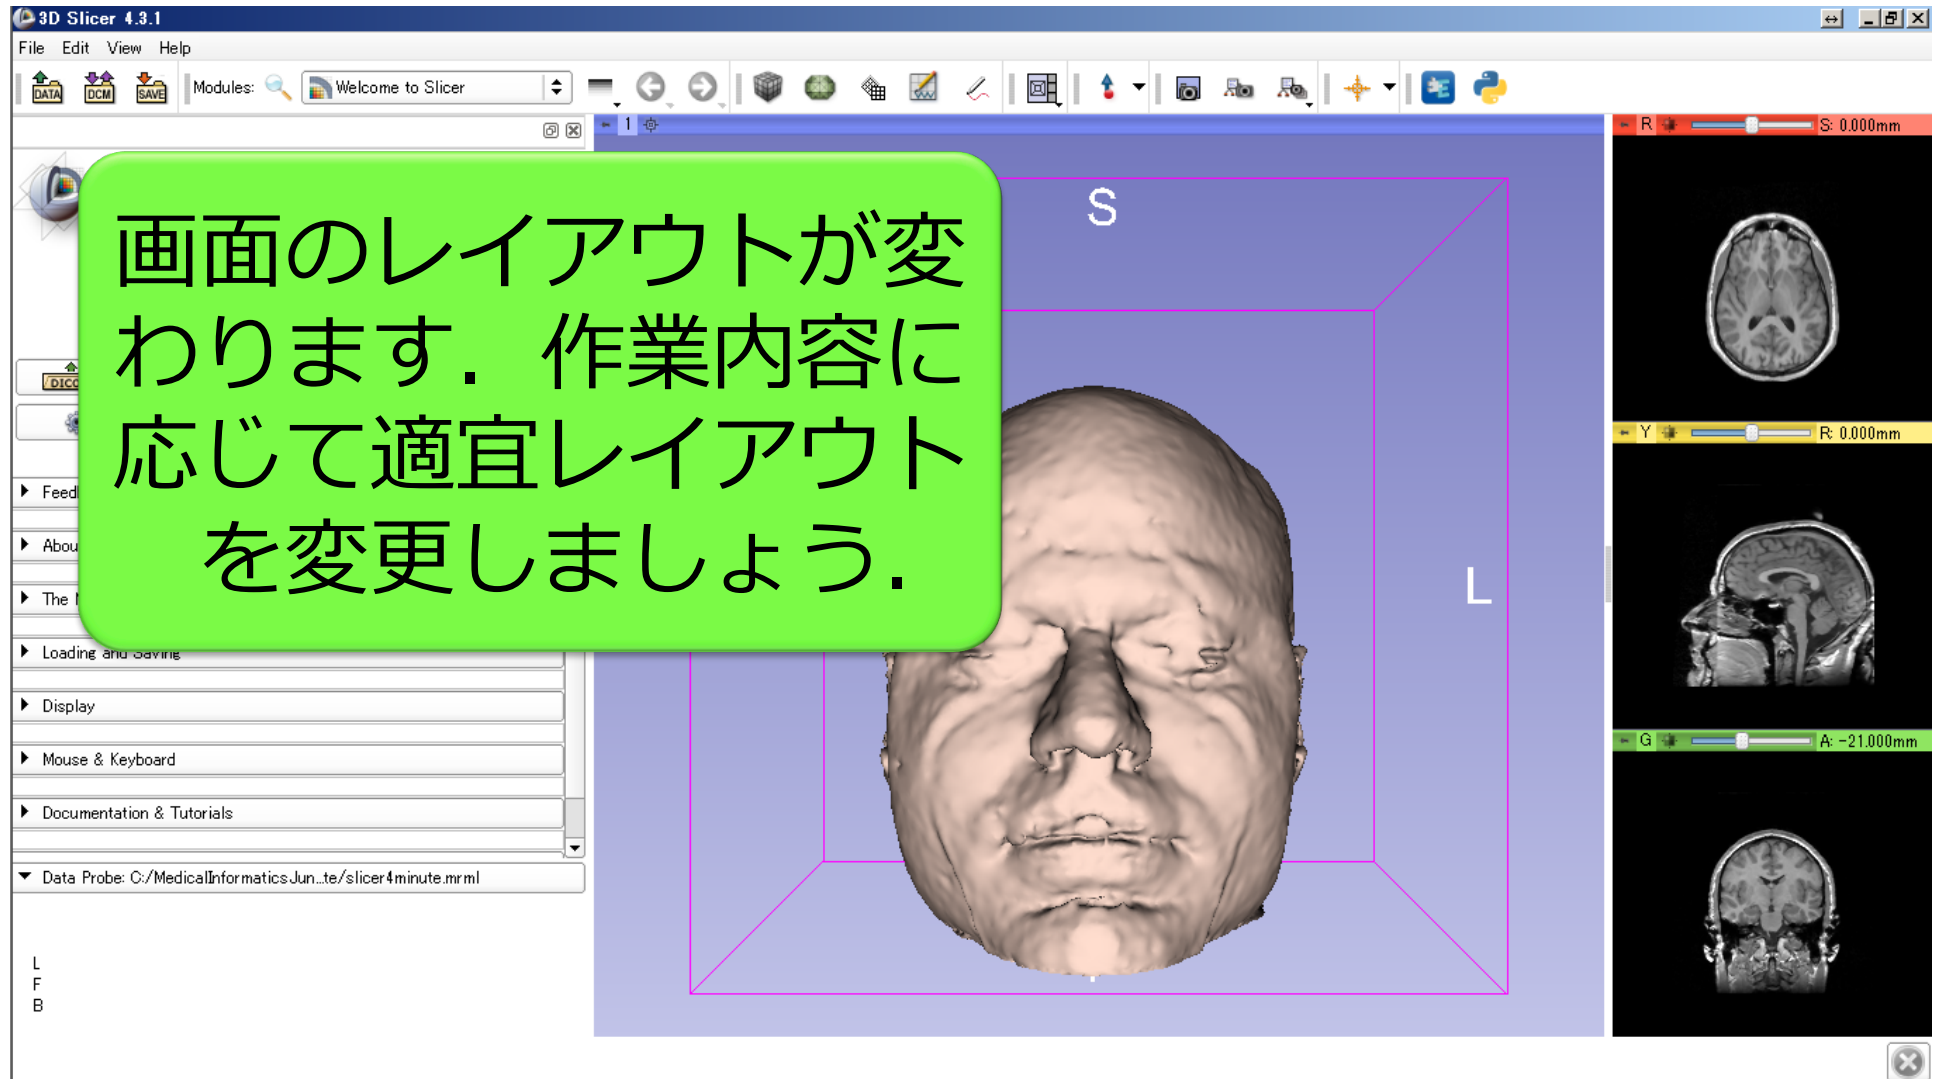 3D Slicer 4.3.1
File Edit View Help
DATA DCM SAVE Modules: Welcome to Slicer
1
R S: 0.000mm
S
画面のレイアウトが変
わります．作業内容に
応じて適宜レイアウト
を変更しましょう．
Y R: 0.000mm
L
Loading and Saving
Display
G A: -21.000mm
Mouse & Keyboard
Documentation & Tutorials
Data Probe: C:/MedicalInformaticsJun...te/slicer4minute.mrml
L
F
B